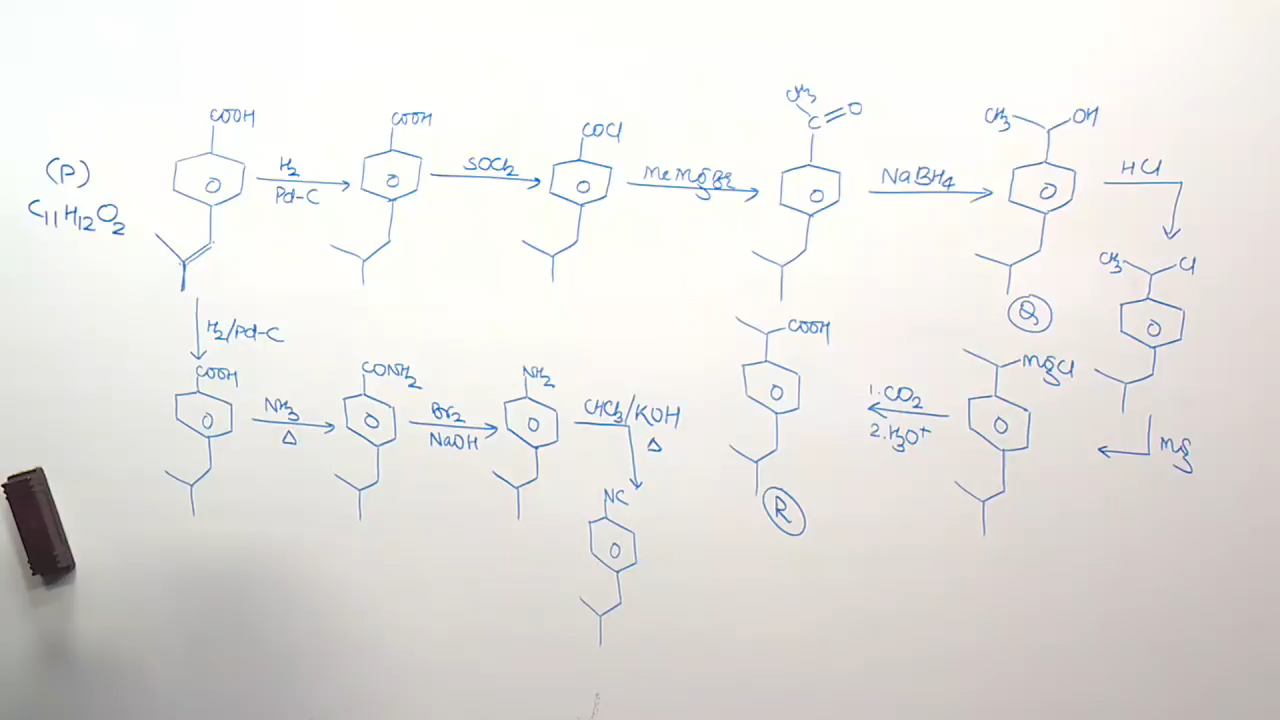 (P)
C11H12O2
COOH
H2
Pd-C
COOH
SOCl2
COCl
MeMgBr
CH3
C=O
NaBH4
CH3 OH
Q
HCl
CH3 Cl
Mg
MgCl
1. CO2
2. H3O+
COOH
R
H2/Pd-C
COOH
NH3
Δ
CONH2
Br2
NaOH
NH2
CHCl3/KOH
Δ
NC